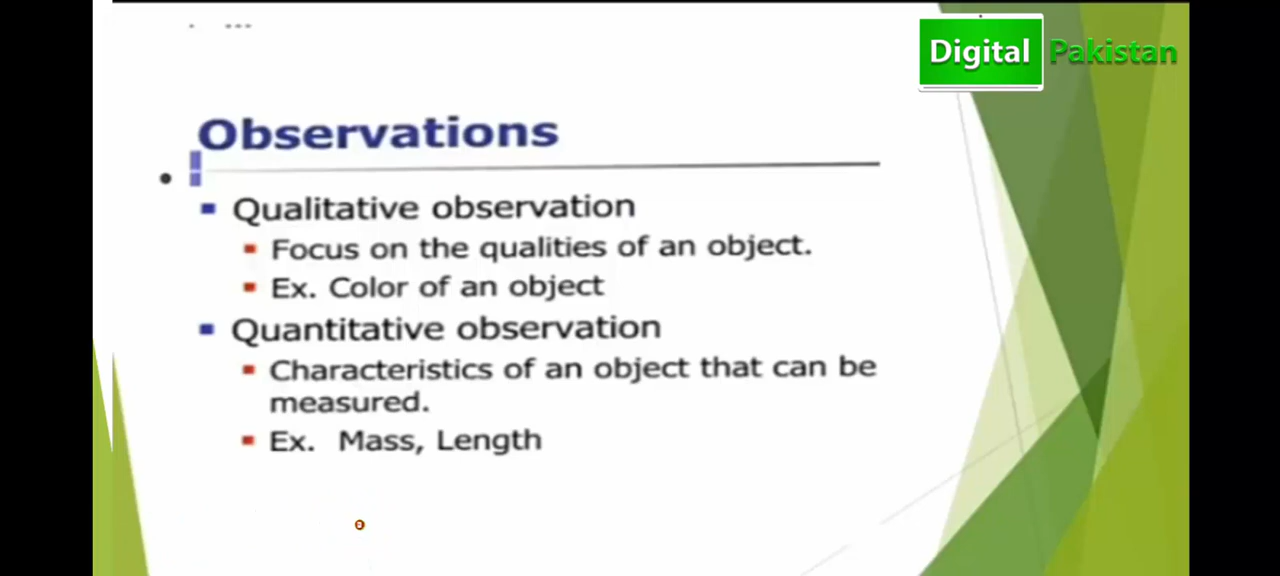 Digital Pakistan
Observations
Qualitative observation
Focus on the qualities of an object.
Ex. Color of an object
Quantitative observation
Characteristics of an object that can be
measured.
Ex. Mass, Length